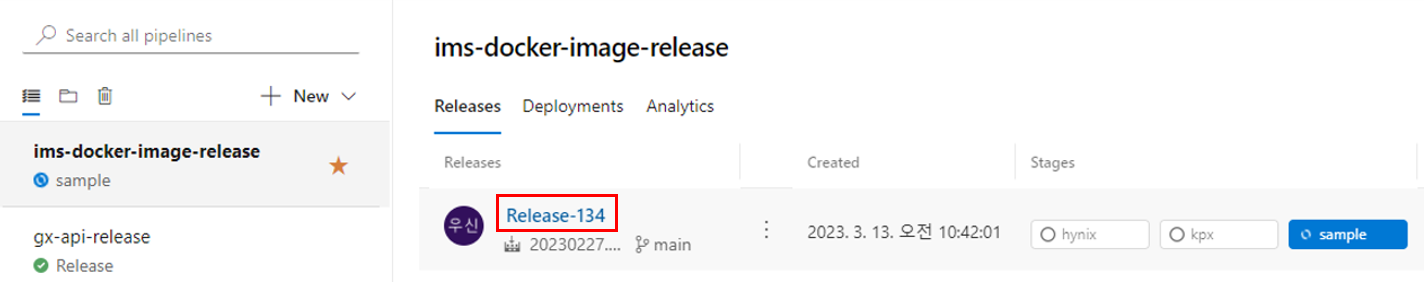 Search all pipelines
New
ims-docker-image-release
sample
gx-api-release
Release
ims-docker-image-release
Releases Deployments Analytics
Releases Created Stages
우신 Release-134
20230227.... main
2023. 3. 13. 오전 10:42:01
hynix kpx sample